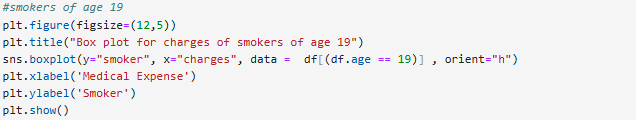 #smokers of age 19
plt.figure(figsize=(12,5))
plt.title("Box plot for charges of smokers of age 19")
sns.boxplot(y="smoker", x="charges", data =  df[(df.age == 19)] , orient="h")
plt.xlabel('Medical Expense')
plt.ylabel('Smoker')
plt.show()